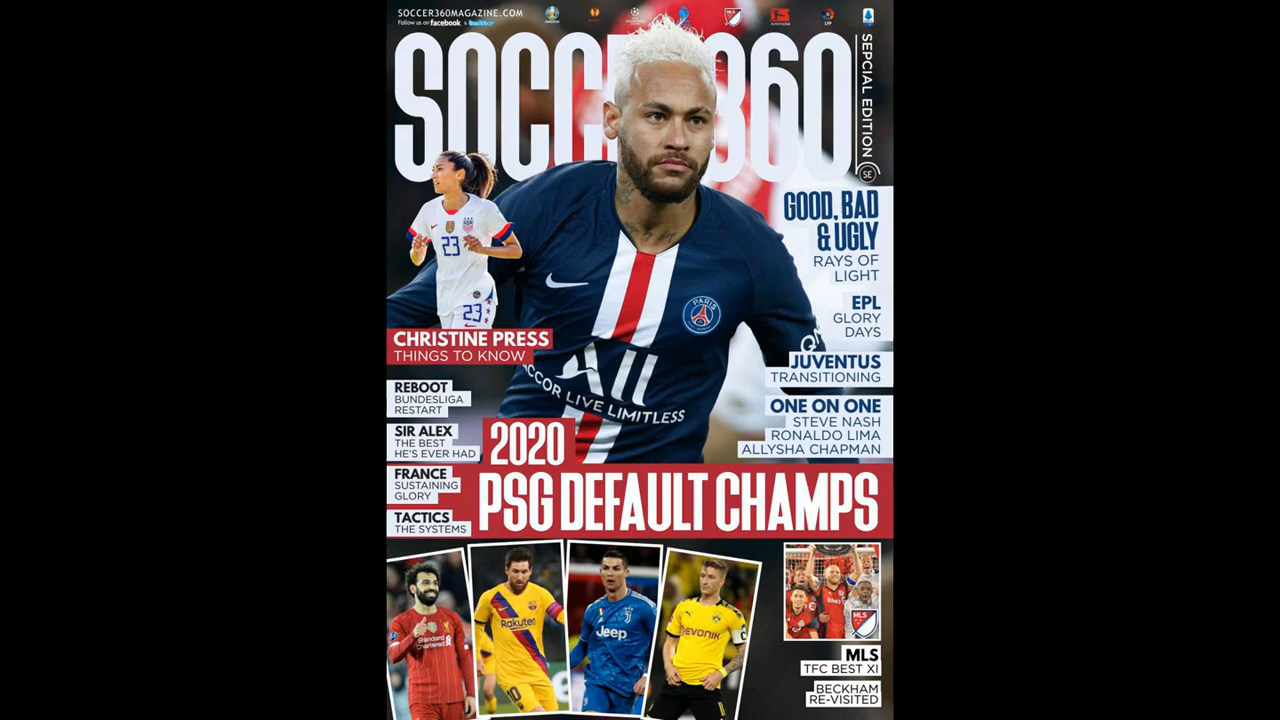 SOCCER360MAGAZINE.COM
Follow us on facebook & twitter
SOCCER360
SEPCIAL EDITION
SE
GOOD, BAD
& UGLY
RAYS OF
LIGHT
EPL
GLORY
DAYS
JUVENTUS
TRANSITIONING
ONE ON ONE
STEVE NASH
RONALDO LIMA
ALLYSHA CHAPMAN
23
23
CHRISTINE PRESS
THINGS TO KNOW
REBOOT
BUNDESLIGA
RESTART
SIR ALEX
THE BEST
HE'S EVER HAD
FRANCE
SUSTAINING
GLORY
TACTICS
THE SYSTEMS
PARIS
All
ACCOR LIVE LIMITLESS
2020
PSG DEFAULT CHAMPS
Standard
Chartered
Rakuten
10
Jeep
EVONIK
MLS
MLS
TFC BEST XI
BECKHAM
RE-VISITED